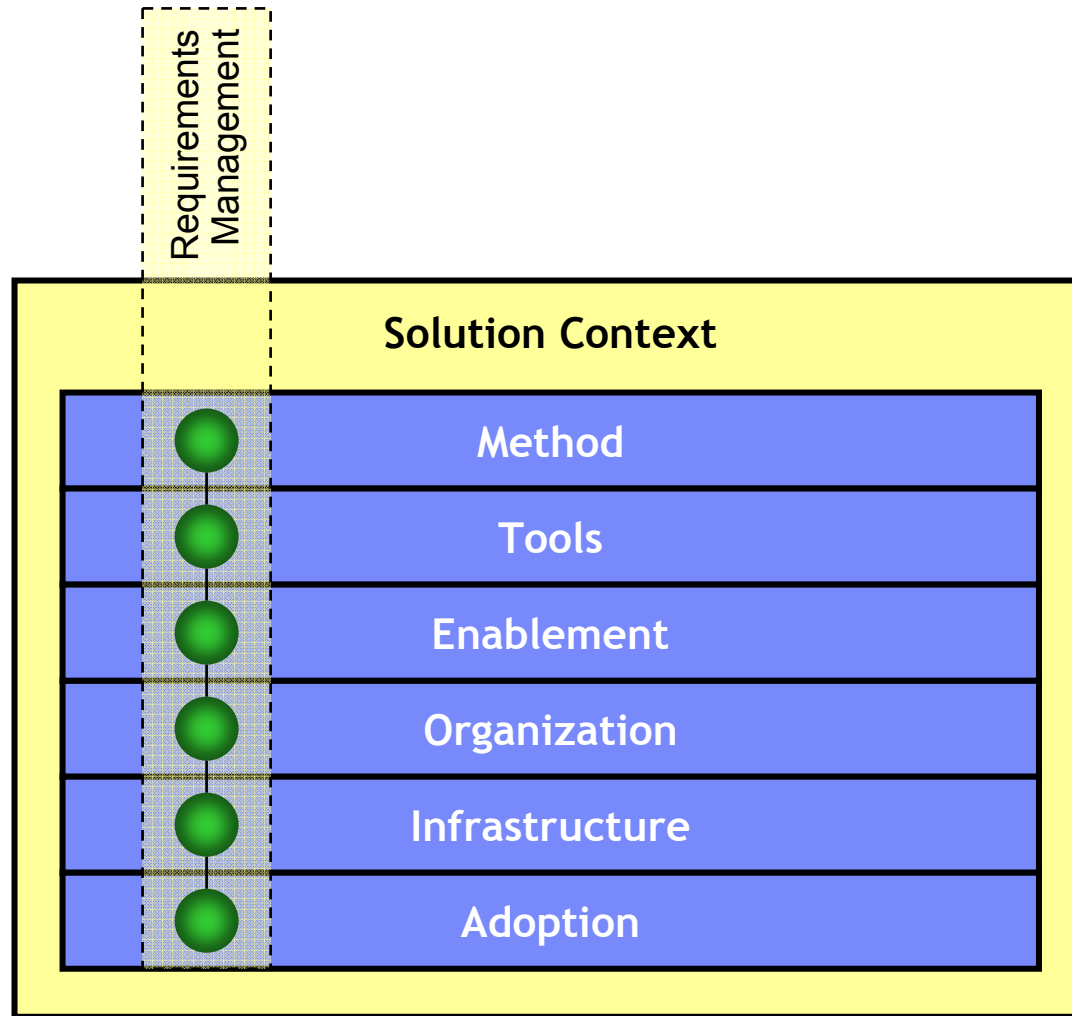 Requirements
Management
Solution Context
Method
Tools
Enablement
Organization
Infrastructure
Adoption